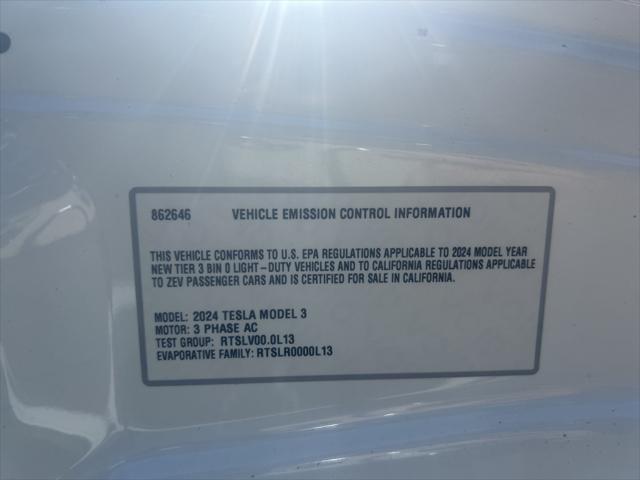 862646 VEHICLE EMISSION CONTROL INFORMATION
THIS VEHICLE CONFORMS TO U.S. EPA REGULATIONS APPLICABLE TO 2024 MODEL YEAR
NEW TIER 3 BIN 0 LIGHT-DUTY VEHICLES AND TO CALIFORNIA REGULATIONS APPLICABLE
TO ZEV PASSENGER CARS AND IS CERTIFIED FOR SALE IN CALIFORNIA.
MODEL: 2024 TESLA MODEL 3
MOTOR: 3 PHASE AC
TEST GROUP: RTSLV00.0L13
EVAPORATIVE FAMILY: RTSLR0000L13